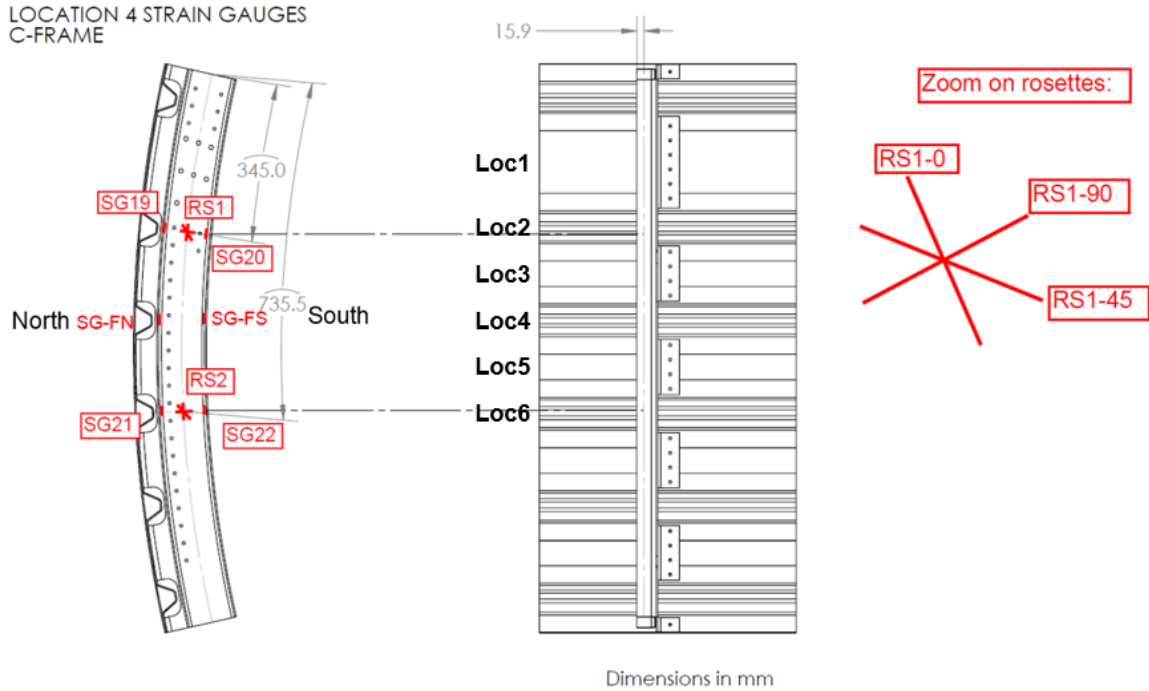 LOCATION 4 STRAIN GAUGES
C-FRAME
15.9
Zoom on rosettes:
345.0
Loc1
RS1-0
SG19
RS1
RS1-90
Loc2
SG20
Loc3
RS1-45
735.5
North
SG-FN
SG-FS
South
Loc4
Loc5
RS2
Loc6
SG21
SG22
Dimensions in mm